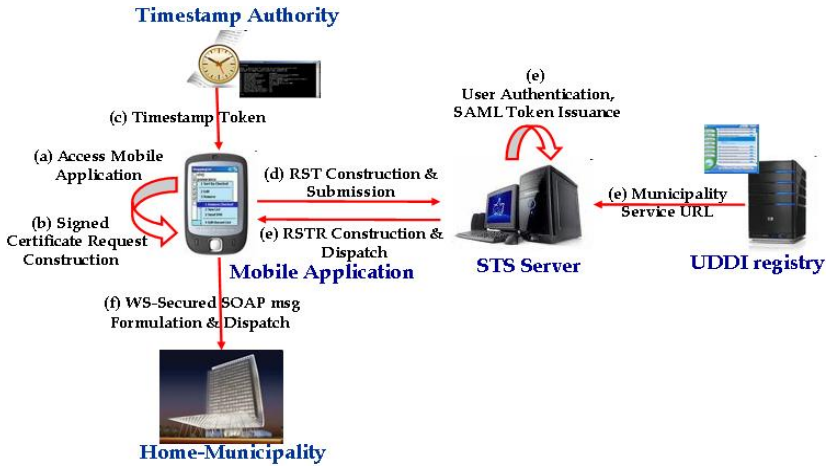 Timestamp Authority
(c) Timestamp Token
(e)
User Authentication,
SAML Token Issuance
(a) Access Mobile
Application
(b) Signed
Certificate Request
Construction
(d) RST Construction &
Submission
(e) RSTR Construction &
Dispatch
(e) Municipality
Service URL
Mobile Application
STS Server
UDDI registry
(f) WS-Secured SOAP msg
Formulation & Dispatch
Home-Municipality